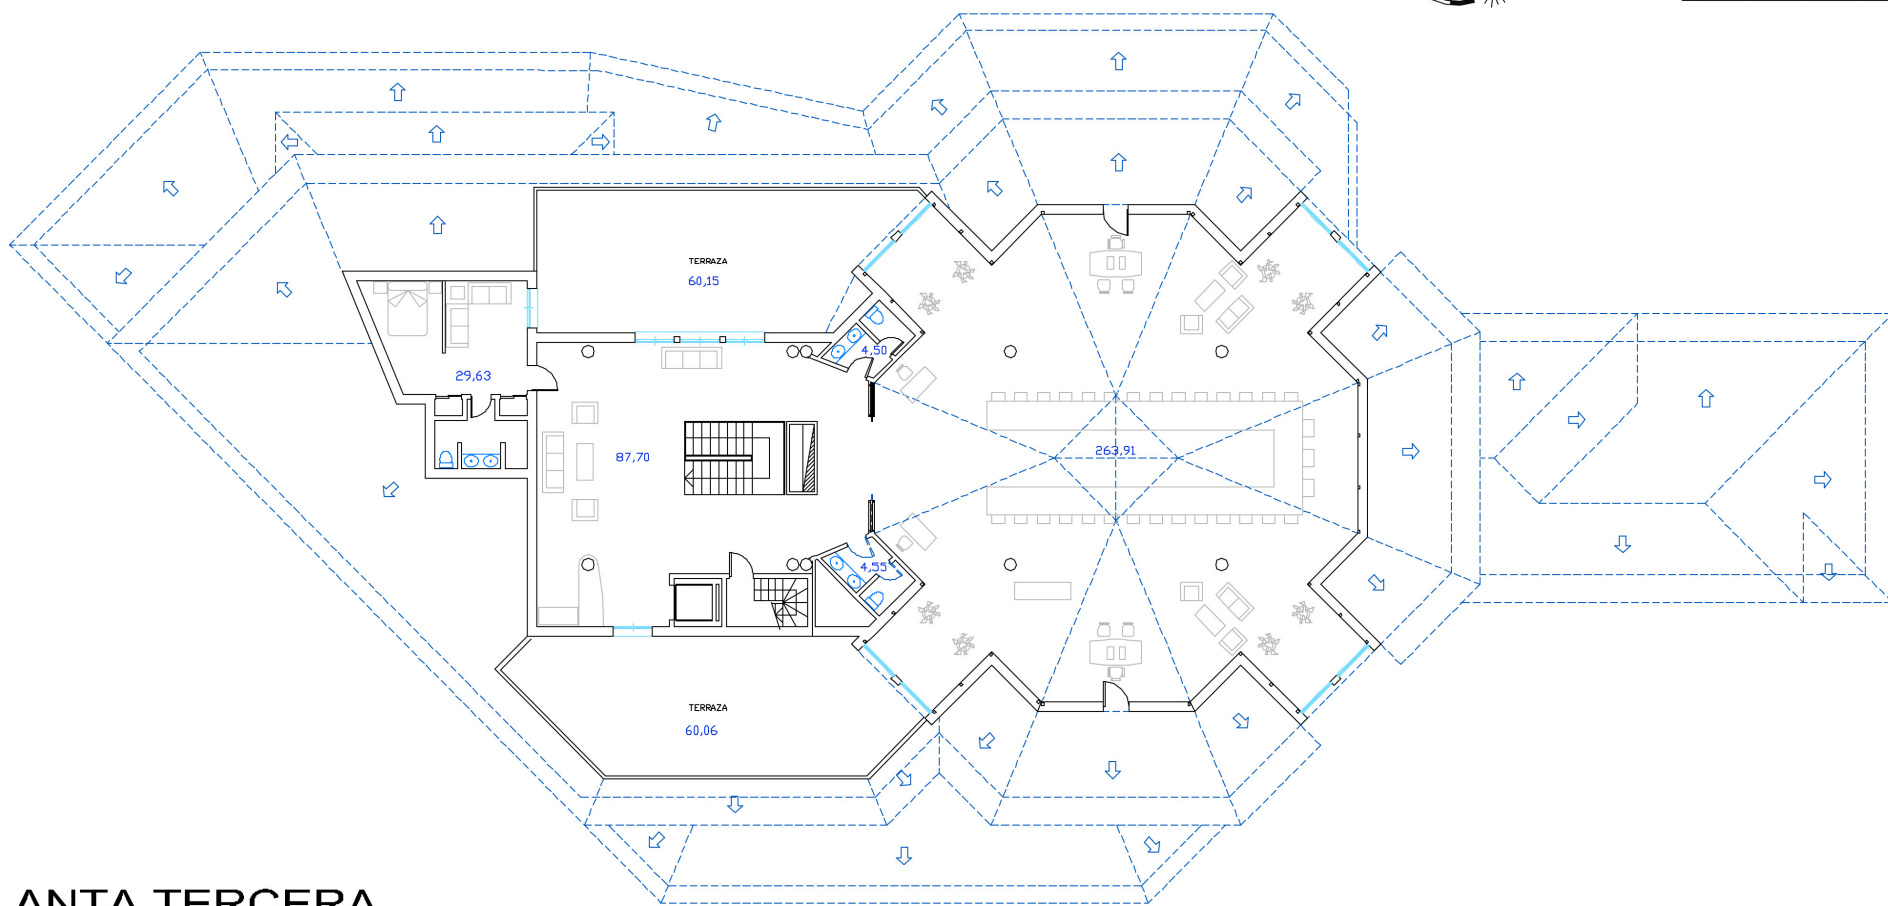 TERRAZA
60,15
4,50
29,63
87,70
263,91
4,55
TERRAZA
60,06
ANTA TERCERA